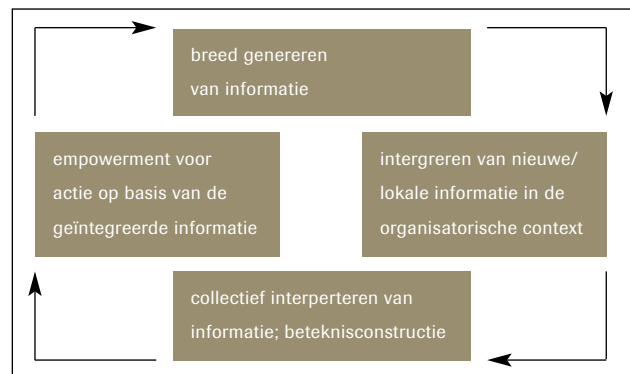 breed genereren
van informatie
intergreren van nieuwe/
lokale informatie in de
organisatorische context
collectief interperteren van
informatie; beteknisconstructie
empowerment voor
actie op basis van de
geïntegreerde informatie